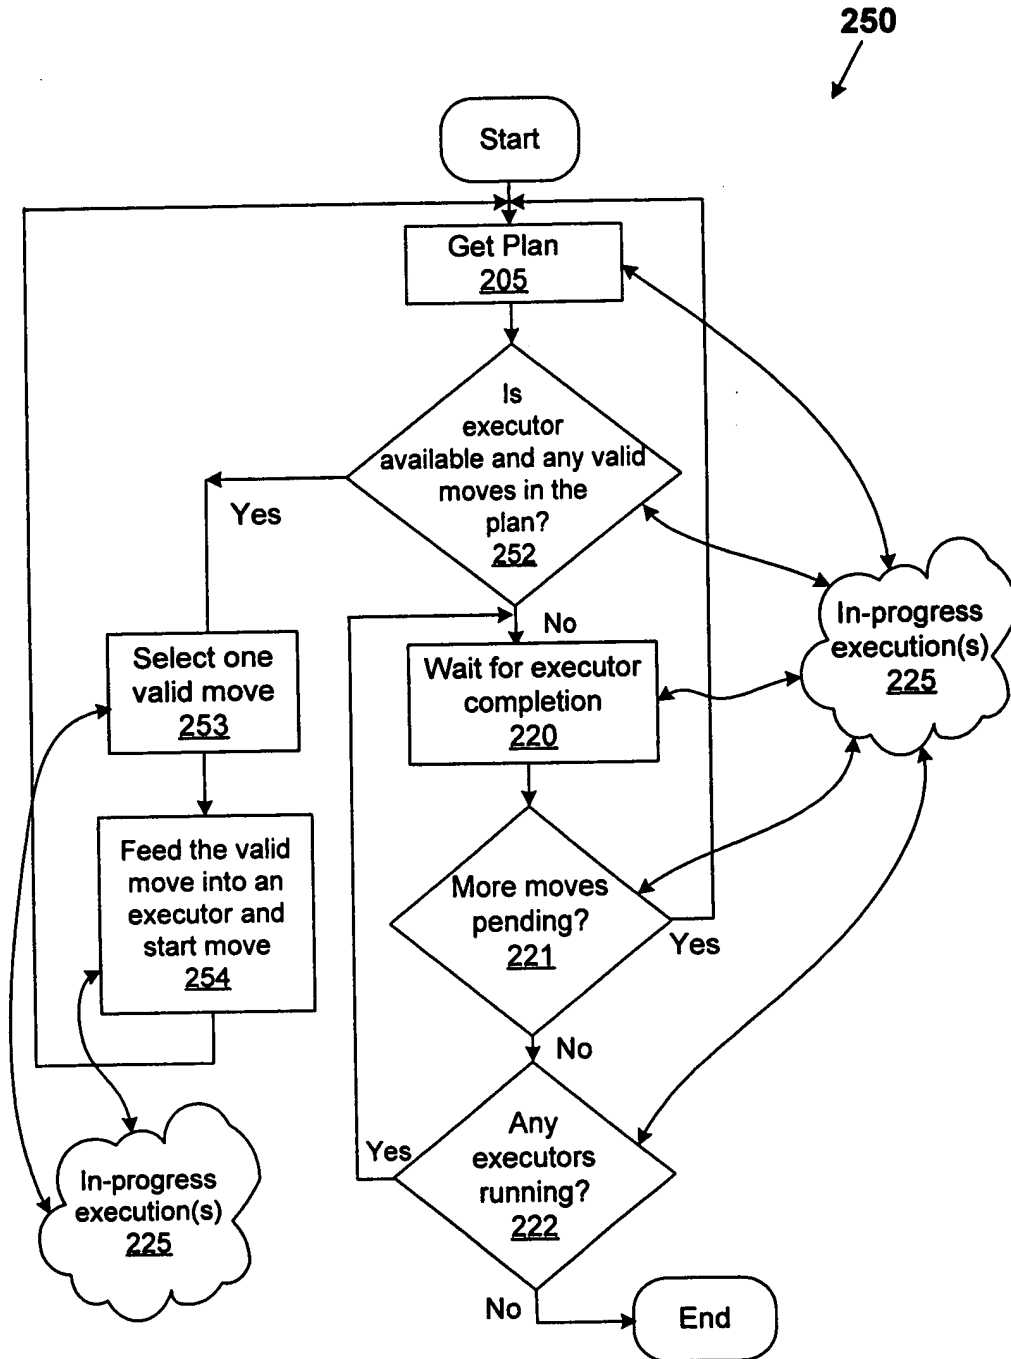 250
Start
Get Plan
205
Is
executor
available and any valid
moves in the
plan?
252
Yes
No
In-progress
execution(s)
225
Select one
valid move
253
Wait for executor
completion
220
Feed the valid
move into an
executor and
start move
254
More moves
pending?
221
Yes
No
Any
executors
running?
222
Yes
In-progress
execution(s)
225
No
End